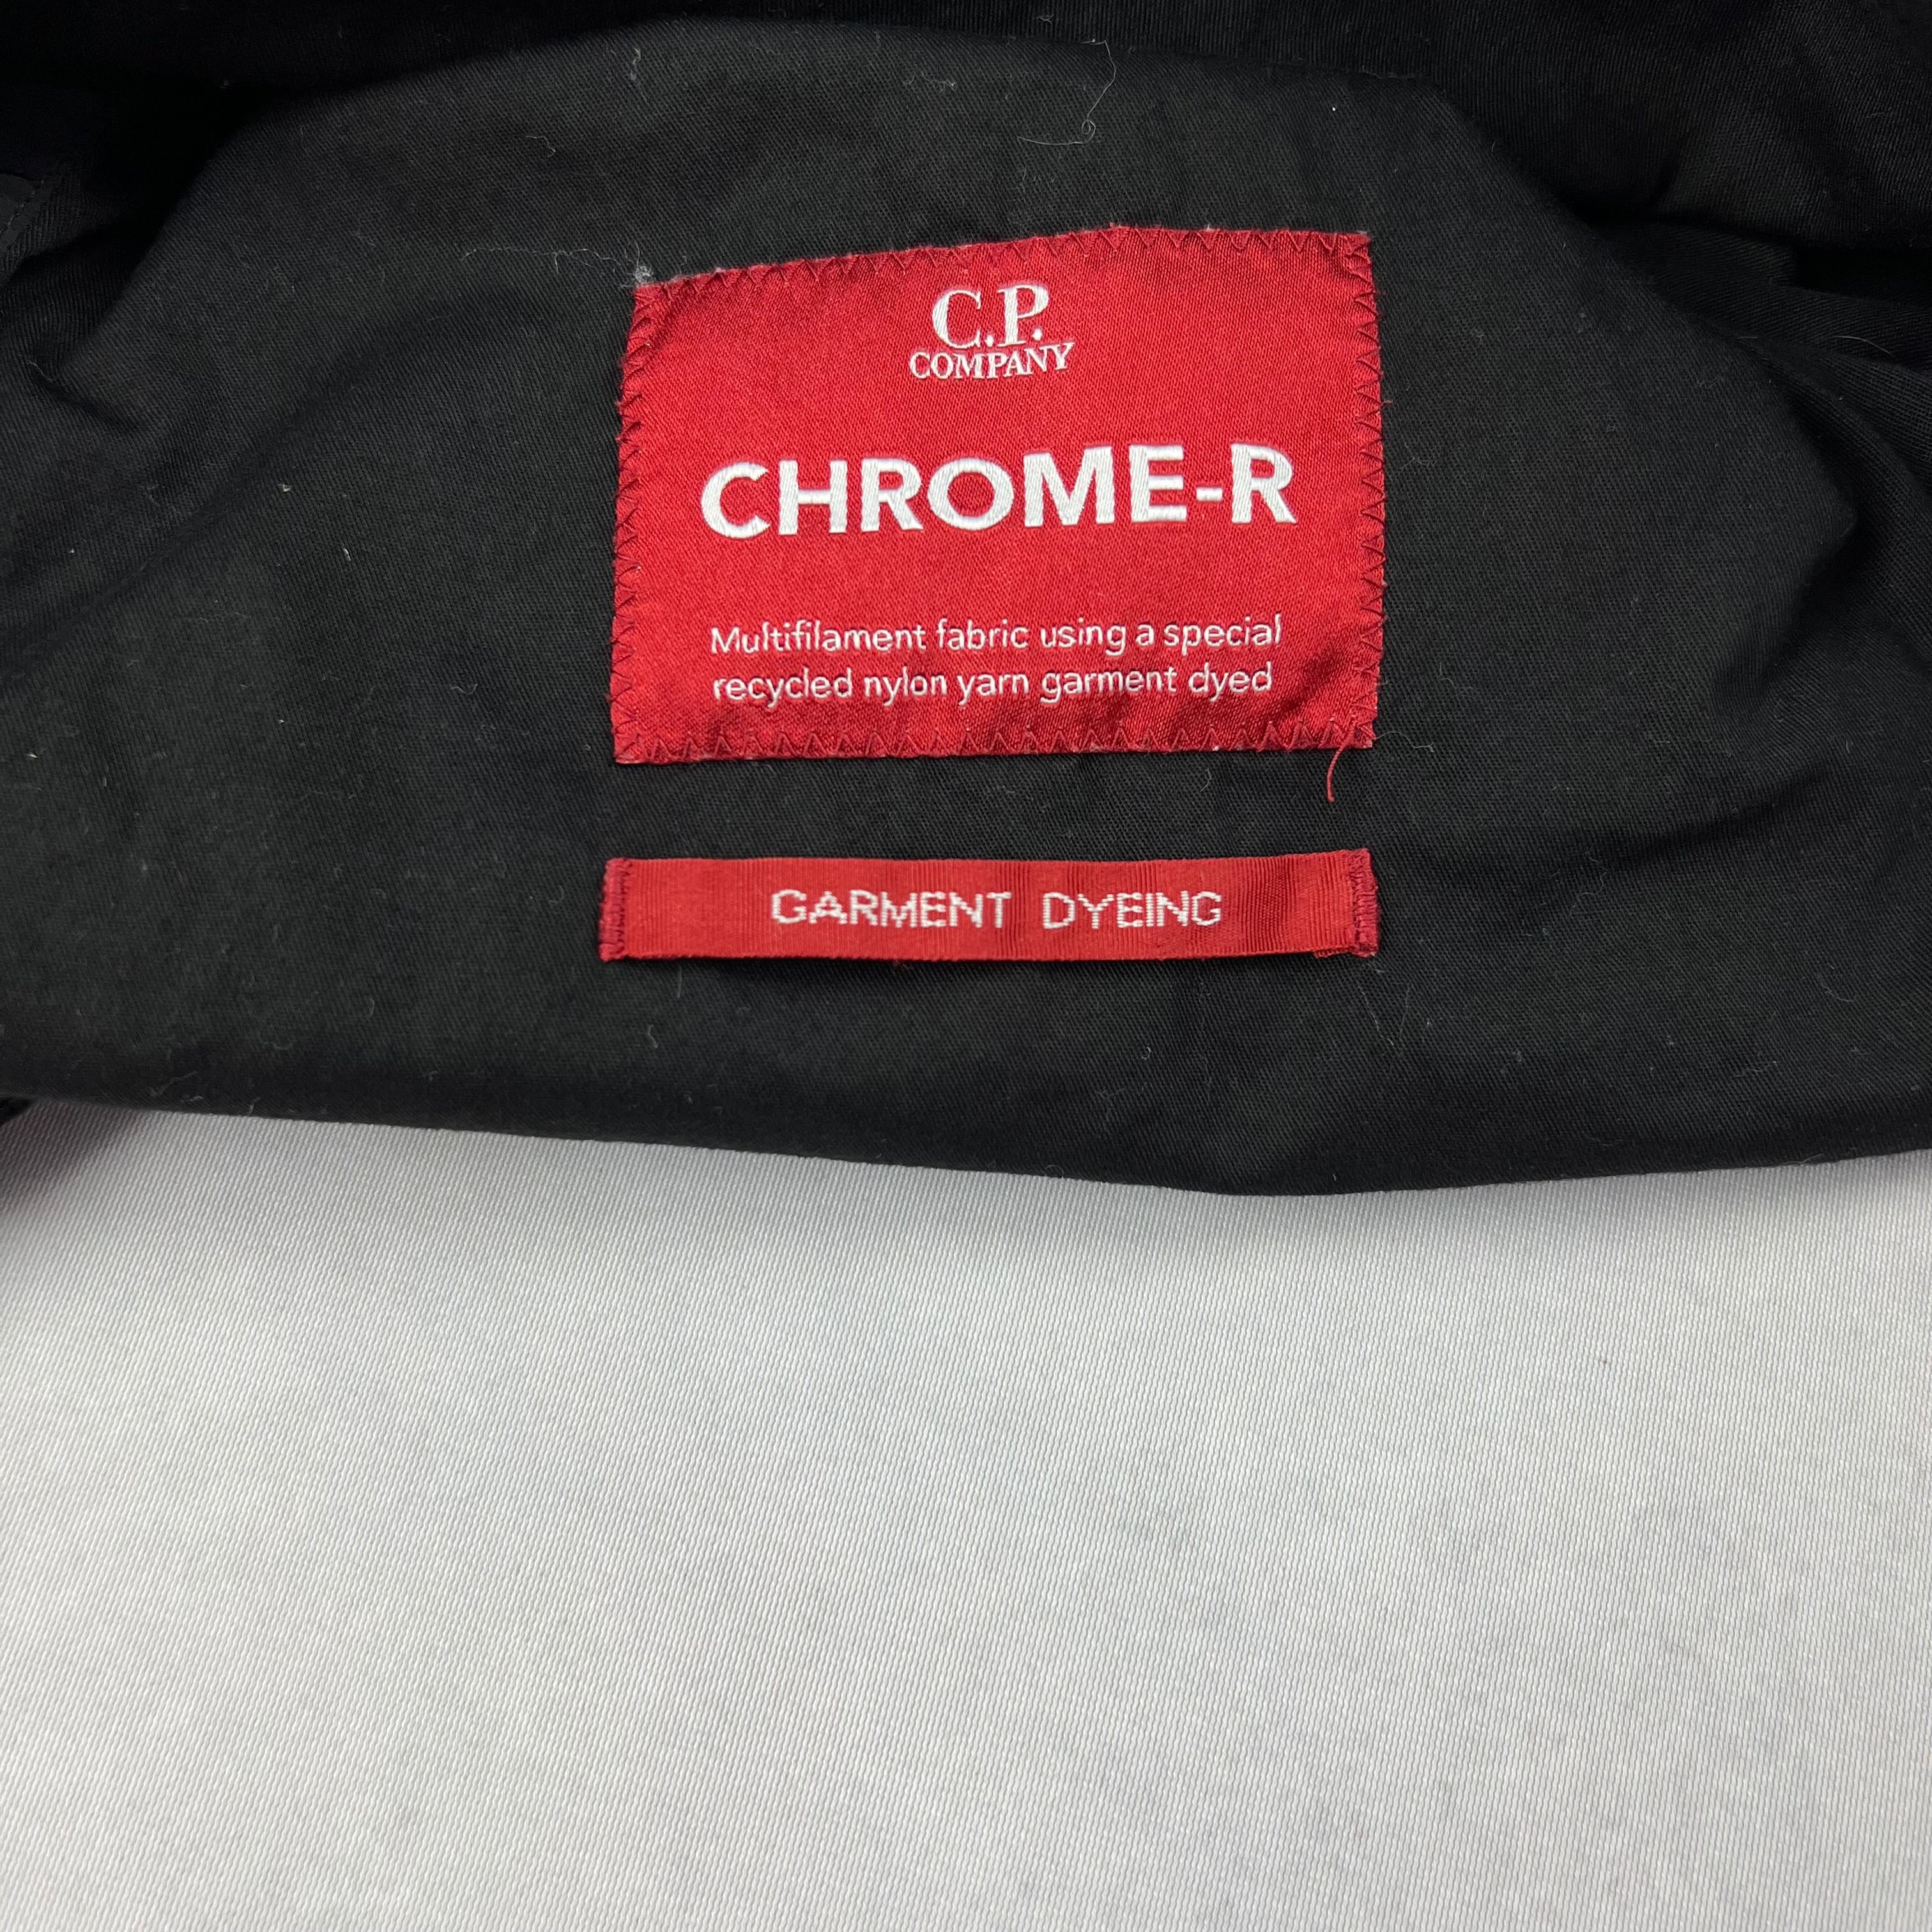 C.P.
COMPANY
CHROME-R
Multifilament fabric using a special
recycled nylon yarn garment dyed
GARMENT DYEING